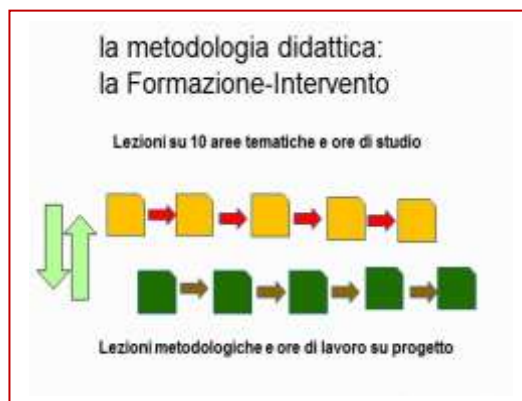 la metodologia didattica:
la Formazione-Intervento
Lezioni su 10 aree tematiche e ore di studio
Lezioni metodologiche e ore di lavoro su progetto